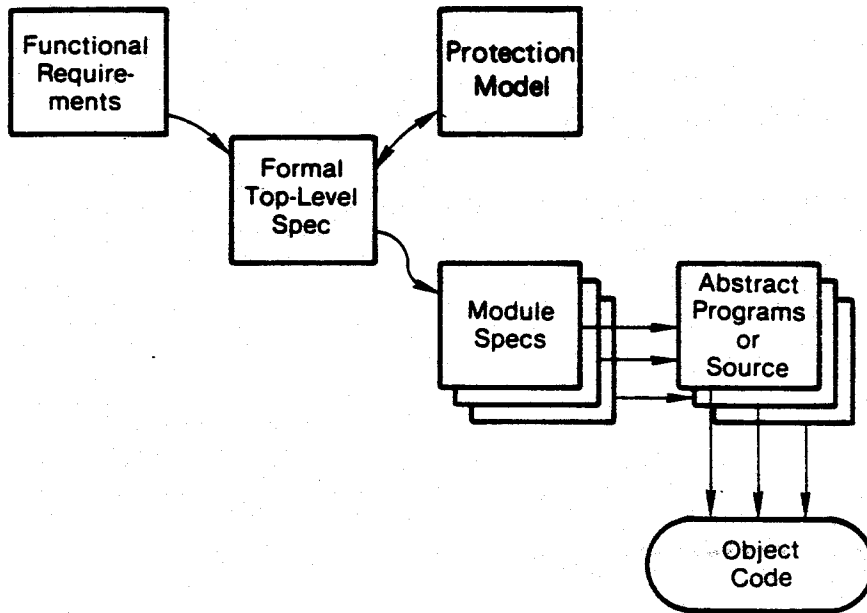 Functional
Require-
ments
Protection
Model
Formal
Top-Level
Spec
Module
Specs
Abstract
Programs
or
Source
Object
Code